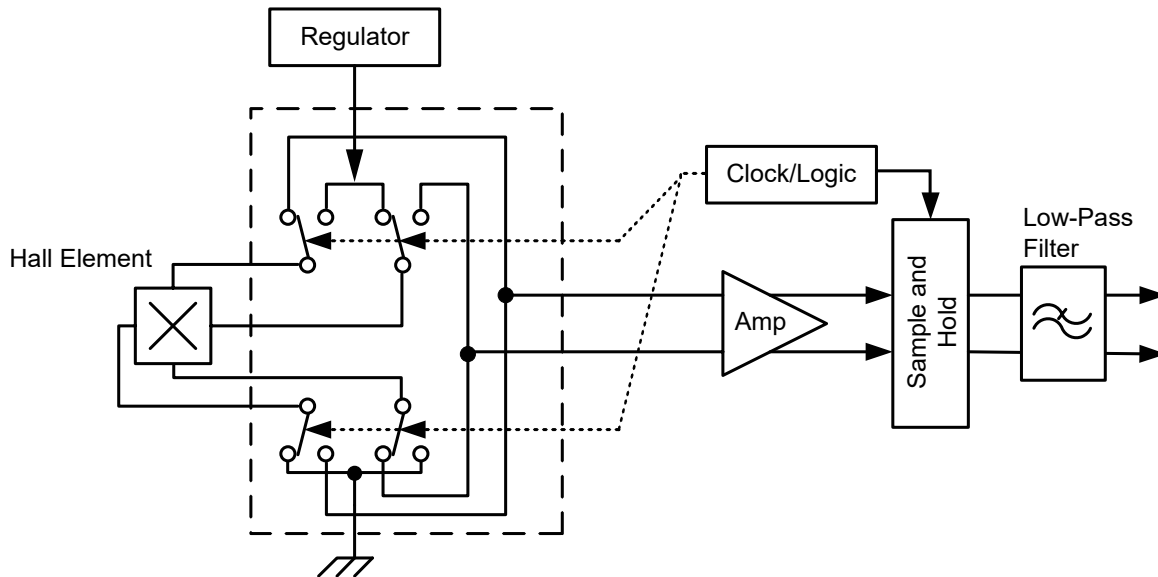 Regulator
Clock/Logic
Hall Element
Low-Pass
Filter
Amp
Sample and
Hold